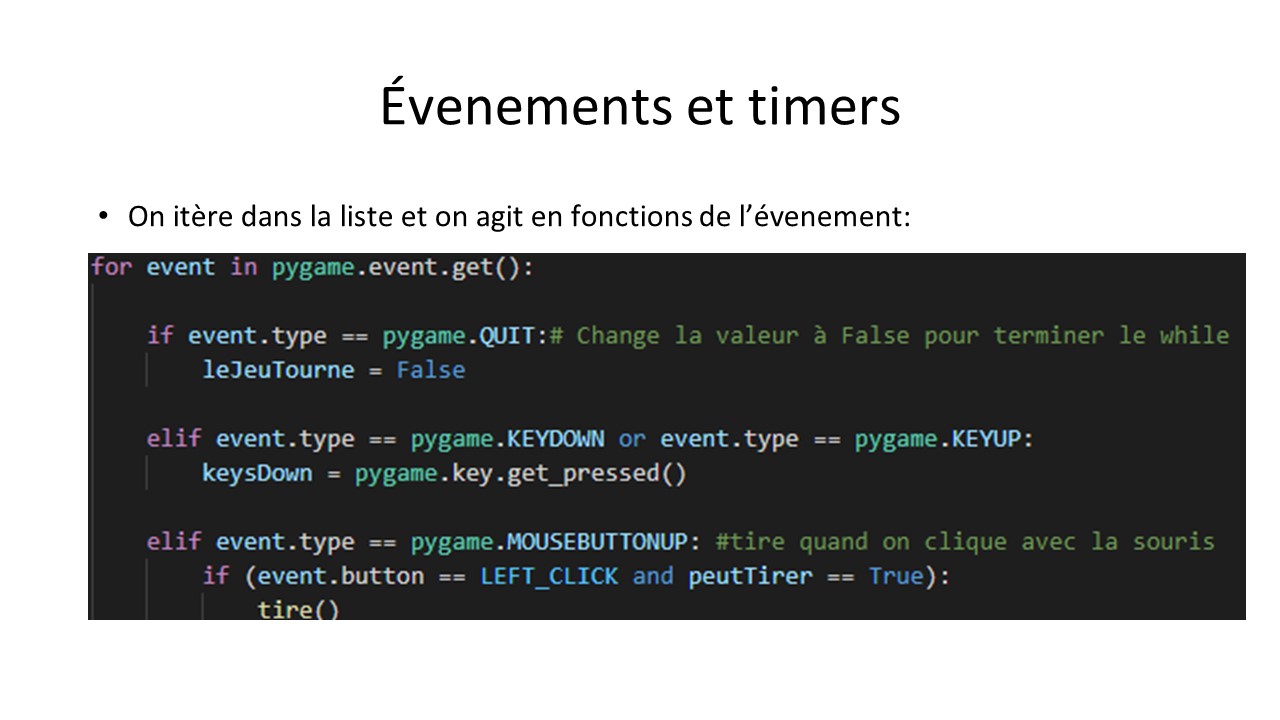 Évenements et timers
• On itère dans la liste et on agit en fonctions de l’évenement:
for event in pygame.event.get():
if event.type == pygame.QUIT:# Change la valeur à False pour terminer le while
leJeuTourne = False
elif event.type == pygame.KEYDOWN or event.type == pygame.KEYUP:
keysDown = pygame.key.get_pressed()
elif event.type == pygame.MOUSEBUTTONUP: #tire quand on clique avec la souris
if (event.button == LEFT_CLICK and peutTirer == True):
tire()